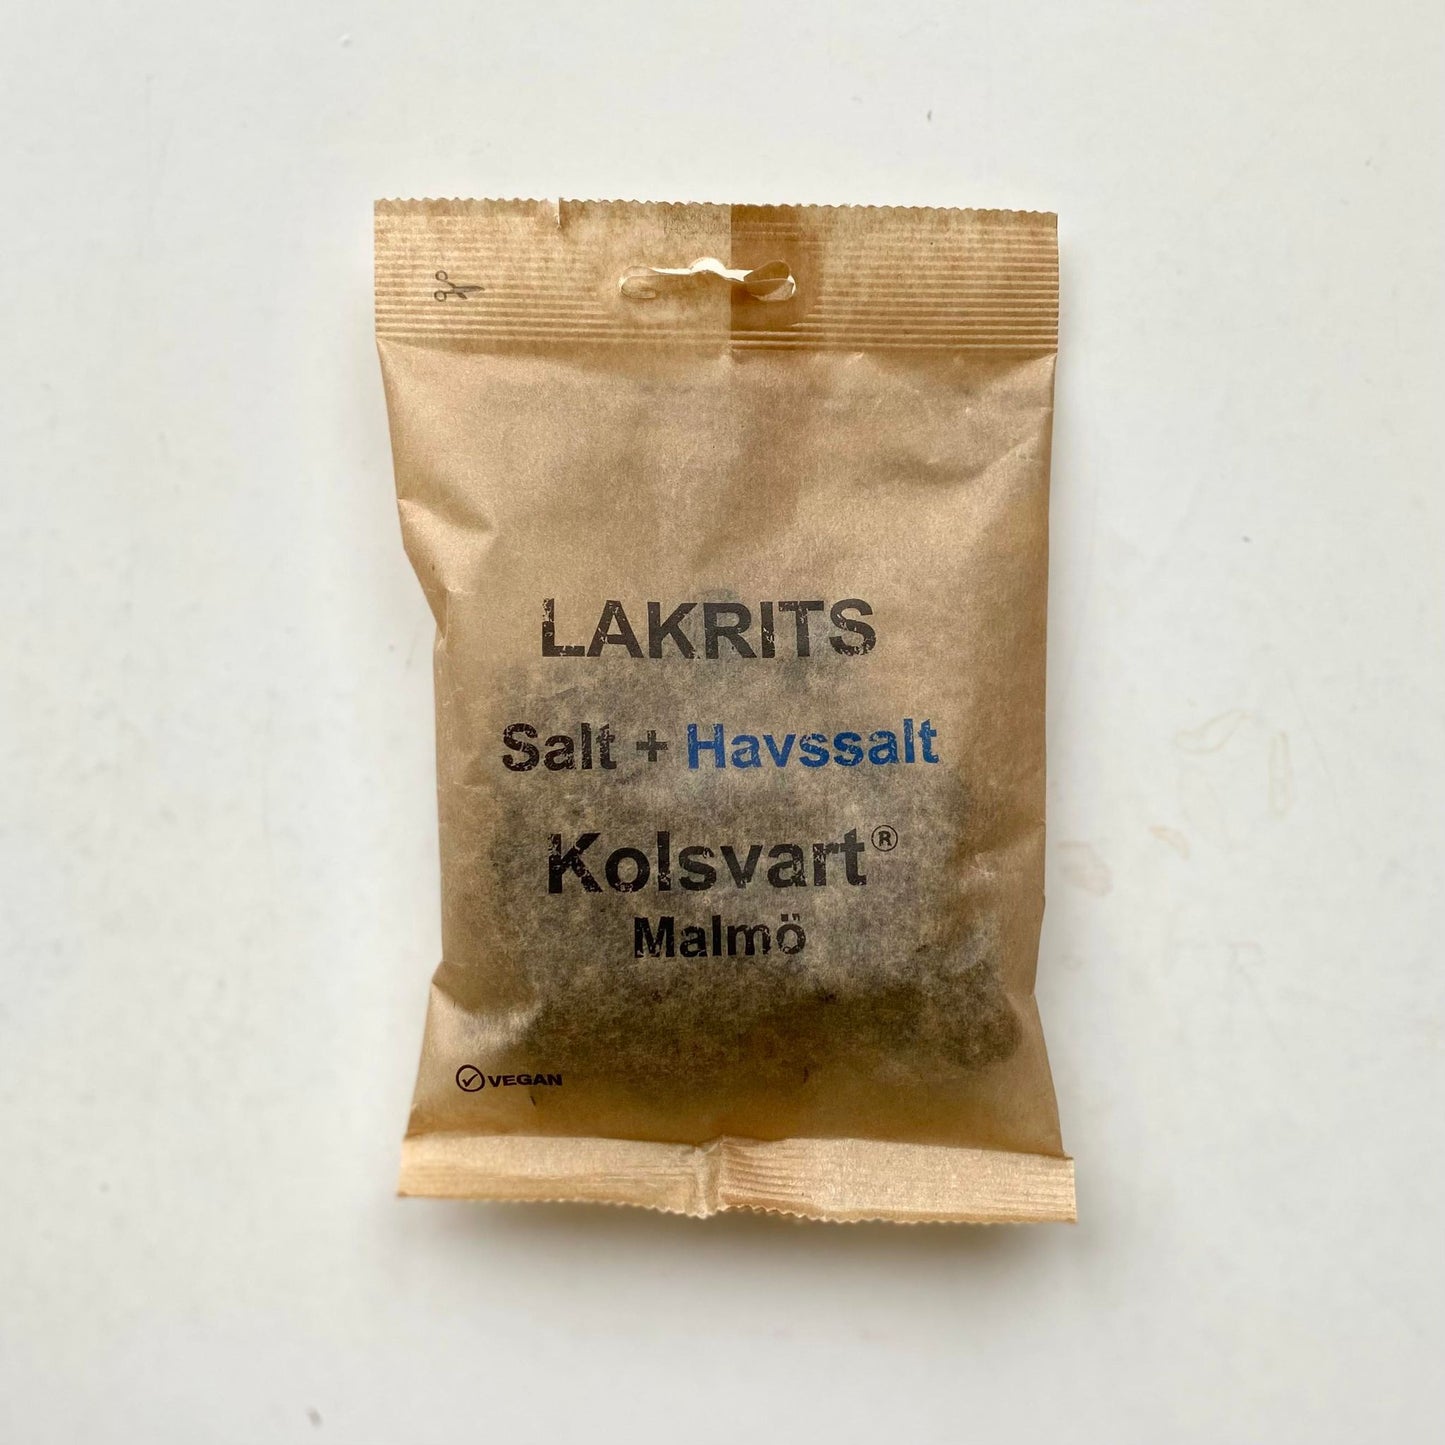 LAKRITS
Salt + Havssalt
Kolsvart®
Malmö
VEGAN